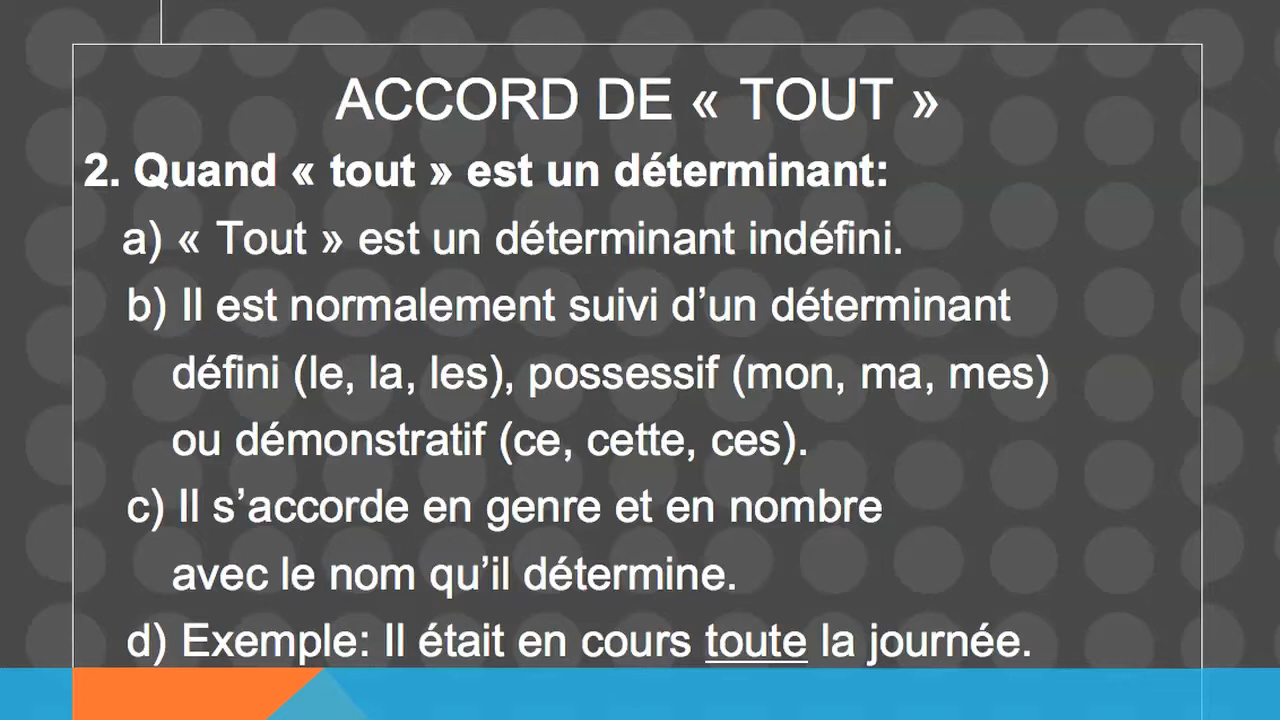 ACCORD DE « TOUT »
2. Quand « tout » est un déterminant:
a) « Tout » est un déterminant indéfini.
b) Il est normalement suivi d’un déterminant
défini (le, la, les), possessif (mon, ma, mes)
ou démonstratif (ce, cette, ces).
c) Il s’accorde en genre et en nombre
avec le nom qu’il détermine.
d) Exemple: Il était en cours toute la journée.